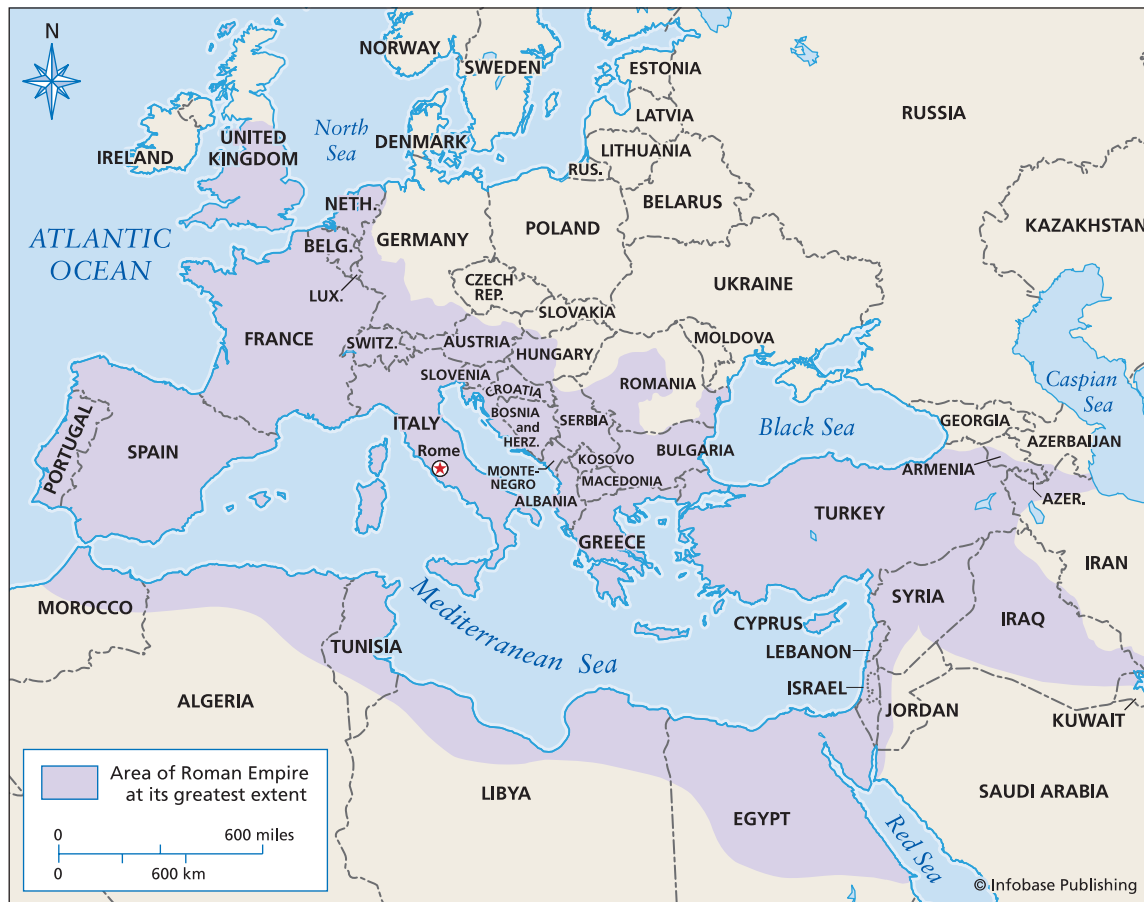 N
NORWAY
SWEDEN
ESTONIA
RUSSIA
LATVIA
North
Sea
DENMARK
UNITED
KINGDOM
IRELAND
LITHUANIA
RUS.
BELARUS
NETH.
POLAND
KAZAKHSTAN
ATLANTIC
OCEAN
BELG.
GERMANY
LUX.
CZECH
REP.
UKRAINE
SLOVAKIA
FRANCE
SWITZ.
AUSTRIA
HUNGARY
MOLDOVA
SLOVENIA
CROATIA
ROMANIA
Caspian
Sea
PORTUGAL
SPAIN
ITALY
Rome
BOSNIA
and
HERZ.
SERBIA
Black Sea
GEORGIA
AZERBAIJAN
BULGARIA
KOSOVO
MONTE-
NEGRO
MACEDONIA
ARMENIA
AZER.
ALBANIA
GREECE
TURKEY
IRAN
MOROCCO
TUNISIA
Mediterranean Sea
CYPRUS
SYRIA
IRAQ
LEBANON
ISRAEL
JORDAN
KUWAIT
ALGERIA
LIBYA
EGYPT
SAUDI ARABIA
Red Sea
Area of Roman Empire
at its greatest extent
0 600 miles
0 600 km
© Infobase Publishing